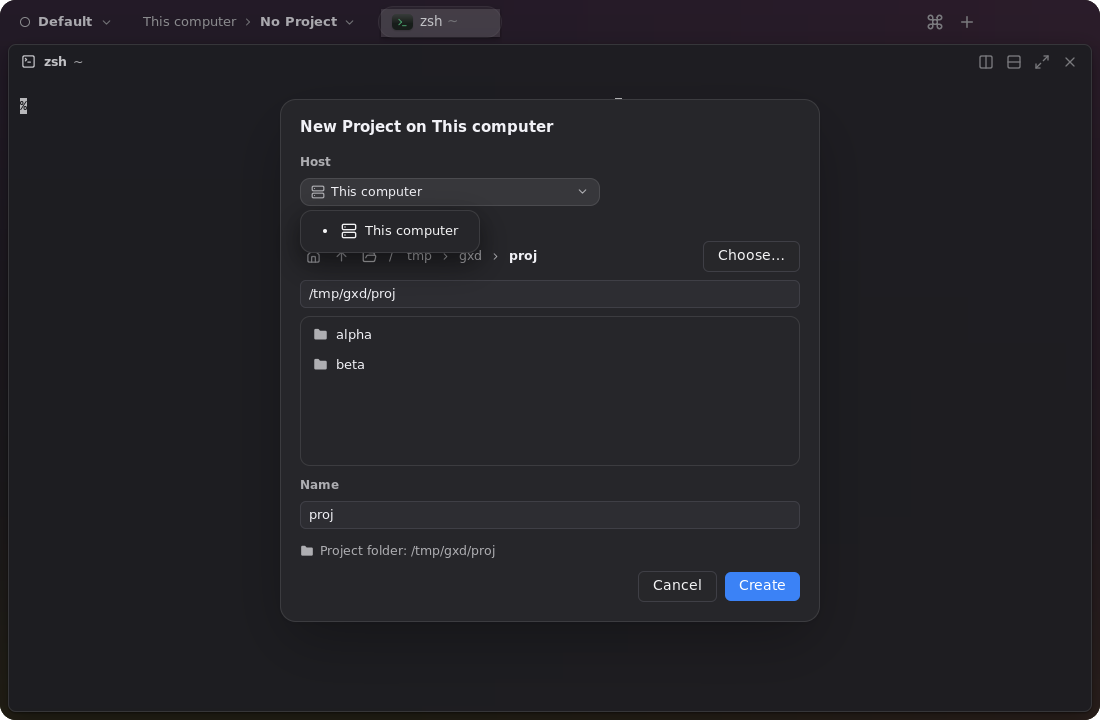 Default This computer › No Project zsh ~
zsh ~
%
New Project on This computer
Host
This computer
• This computer
/ tmp › gxd › proj Choose...
/tmp/gxd/proj
alpha
beta
Name
proj
Project folder: /tmp/gxd/proj
Cancel Create